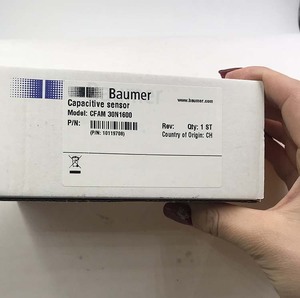 Baumer
www.baumer.com
Capacitive sensor
Model: CFAM 30N1600
P/N:
Rev: Qty: 1 ST
(P/N: 10119706)
Country of Origin: CH